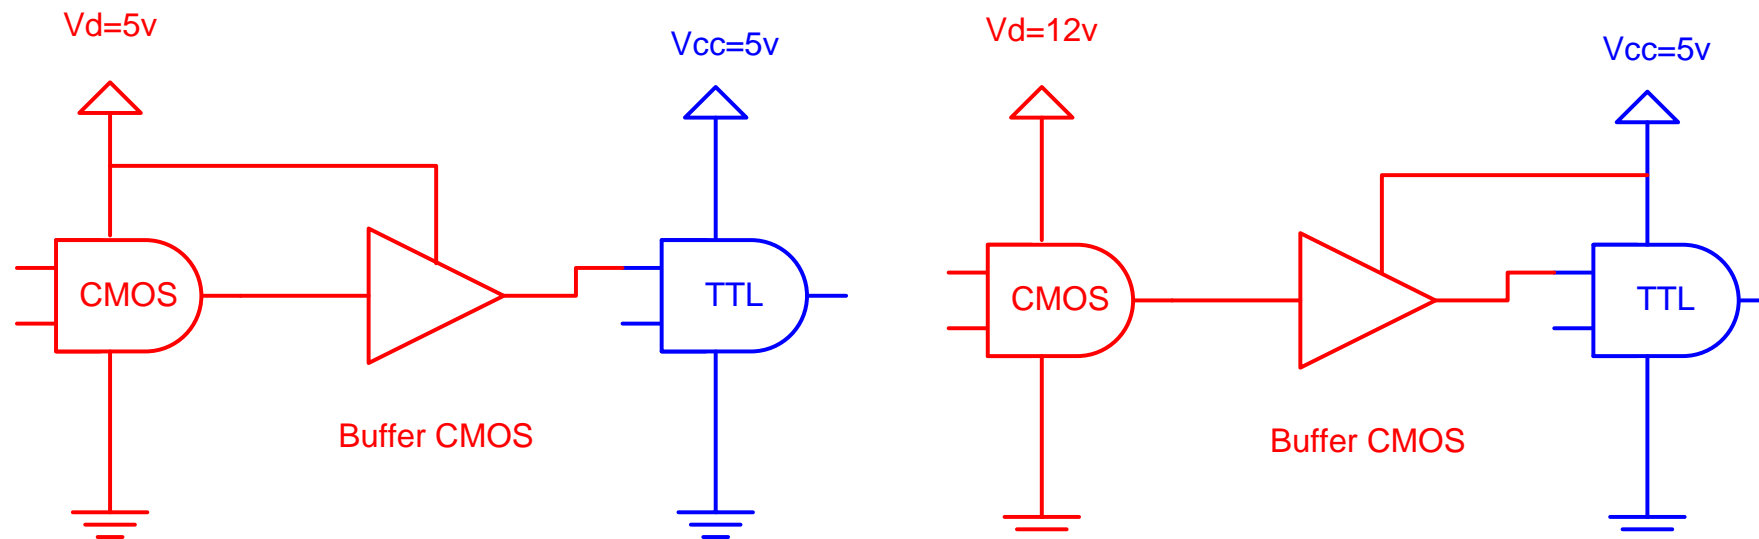 Vd=5v
Vcc=5v
CMOS
TTL
Buffer CMOS
Vd=12v
Vcc=5v
CMOS
TTL
Buffer CMOS